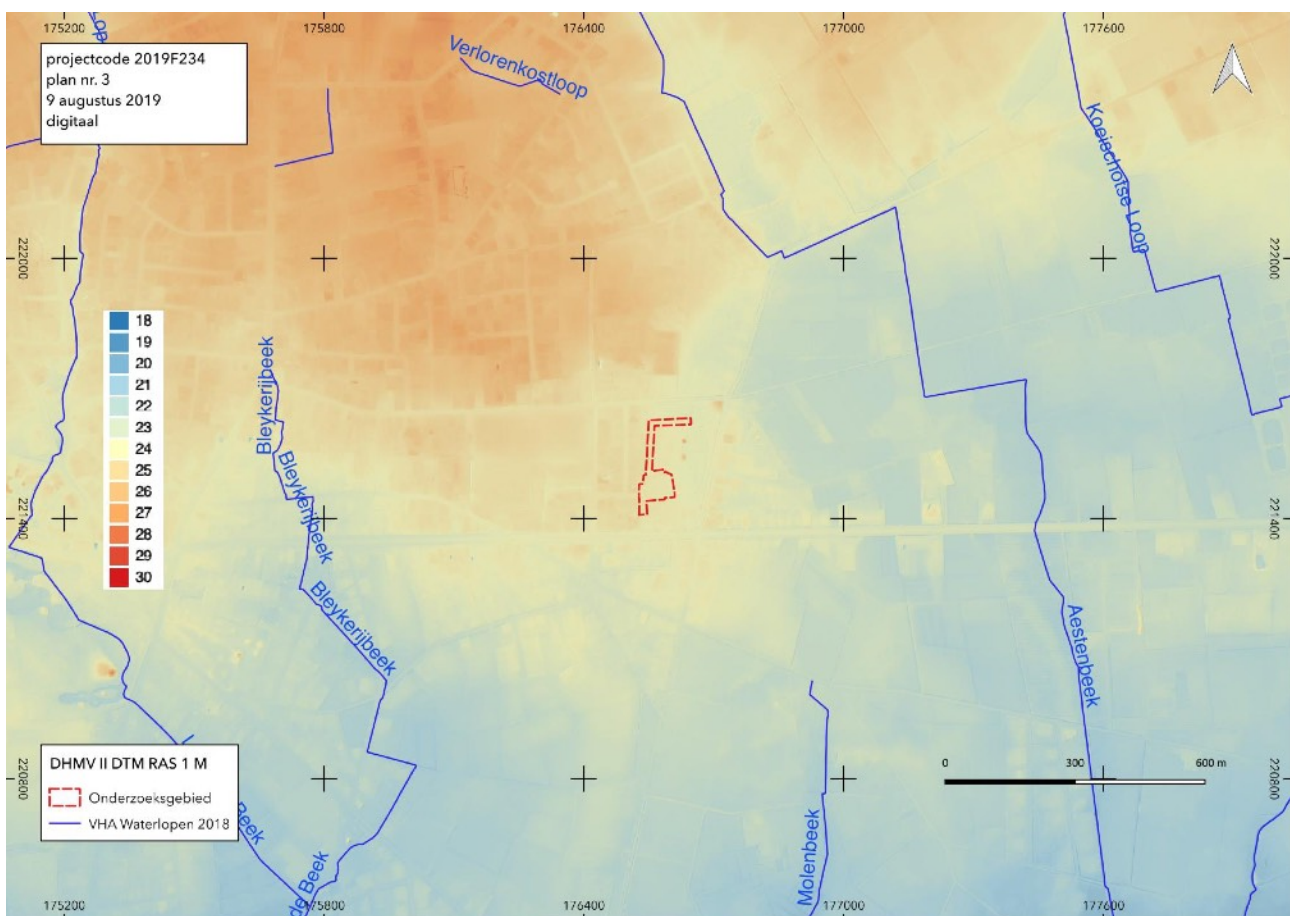 175200
175800
176400
177000
177600
projectcode 2019F234
plan nr. 3
9 augustus 2019
digitaal
Verlorenkostloop
Koeischotse Loop
222000
222000
18
19
20
21
22
23
24
25
26
27
28
29
30
Bleykerijbeek
Bleykerijbeek
Bleykerijbeek
221400
221400
Aestenbeek
Molenbeek
DHMV II DTM RAS 1 M
Onderzoeksgebied
VHA Waterlopen 2018
0 300 600 m
220800
220800
Beek
de Beek
175200
175800
176400
177000
177600